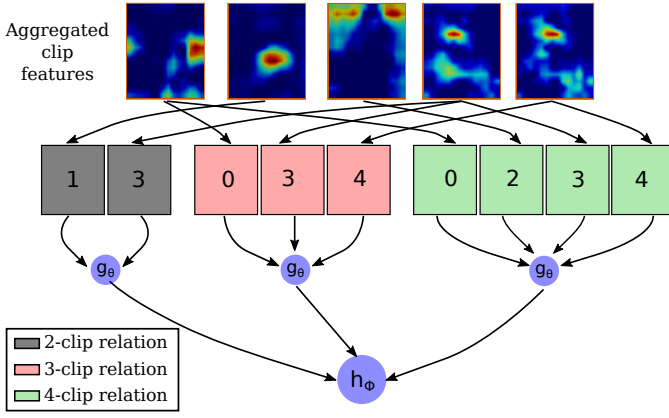 Aggregated
clip
features
1 3 0 3 4 0 2 3 4
gθ gθ gθ
hΦ
2-clip relation
3-clip relation
4-clip relation